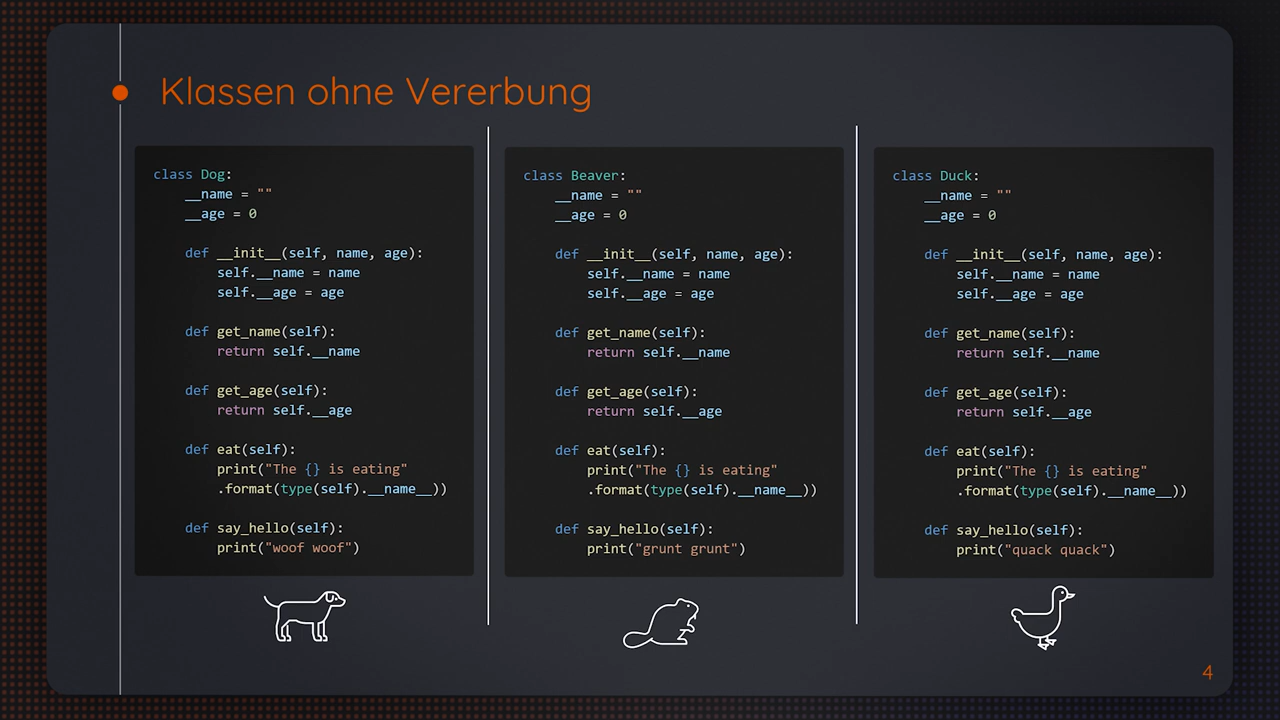 Klassen ohne Vererbung
class Dog:
    __name = ""
    __age = 0
    def __init__(self, name, age):
        self.__name = name
        self.__age = age
    def get_name(self):
        return self.__name
    def get_age(self):
        return self.__age
    def eat(self):
        print("The {} is eating"
        .format(type(self).__name__))
    def say_hello(self):
        print("woof woof")
class Beaver:
    __name = ""
    __age = 0
    def __init__(self, name, age):
        self.__name = name
        self.__age = age
    def get_name(self):
        return self.__name
    def get_age(self):
        return self.__age
    def eat(self):
        print("The {} is eating"
        .format(type(self).__name__))
    def say_hello(self):
        print("grunt grunt")
class Duck:
    __name = ""
    __age = 0
    def __init__(self, name, age):
        self.__name = name
        self.__age = age
    def get_name(self):
        return self.__name
    def get_age(self):
        return self.__age
    def eat(self):
        print("The {} is eating"
        .format(type(self).__name__))
    def say_hello(self):
        print("quack quack")
4